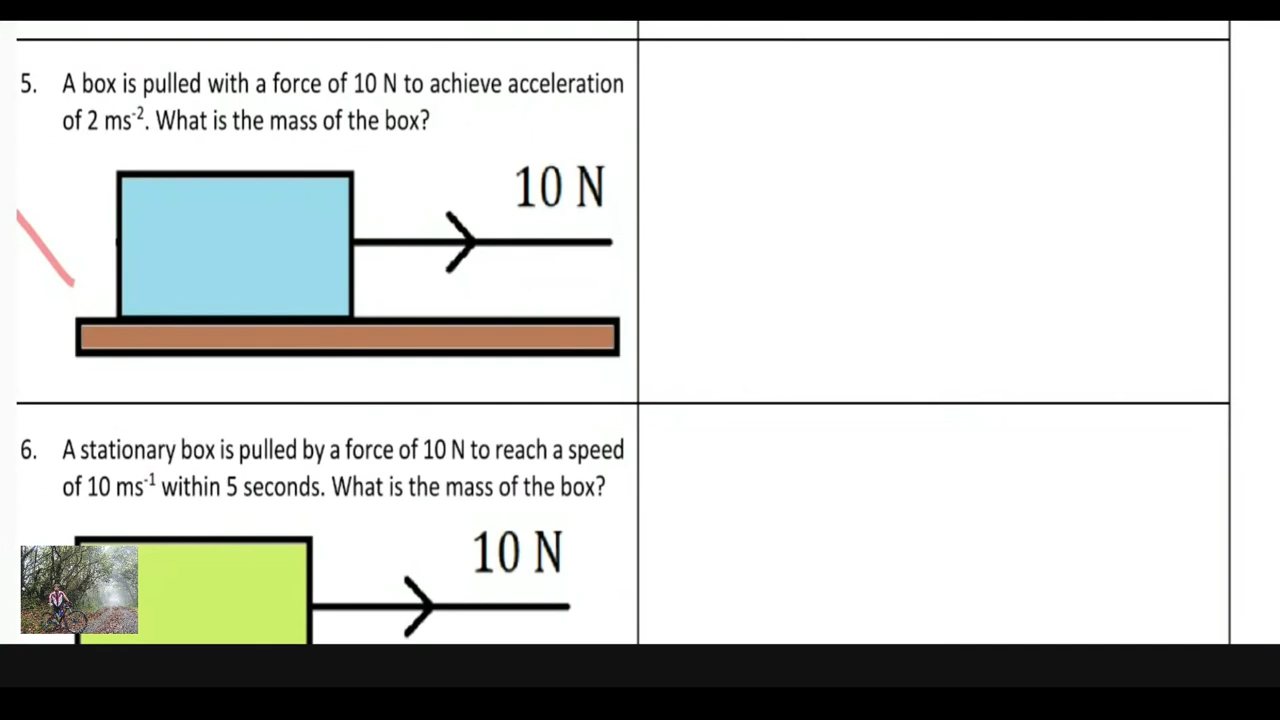 5. A box is pulled with a force of 10 N to achieve acceleration
of 2 ms⁻². What is the mass of the box?
10 N
6. A stationary box is pulled by a force of 10 N to reach a speed
of 10 ms⁻¹ within 5 seconds. What is the mass of the box?
10 N